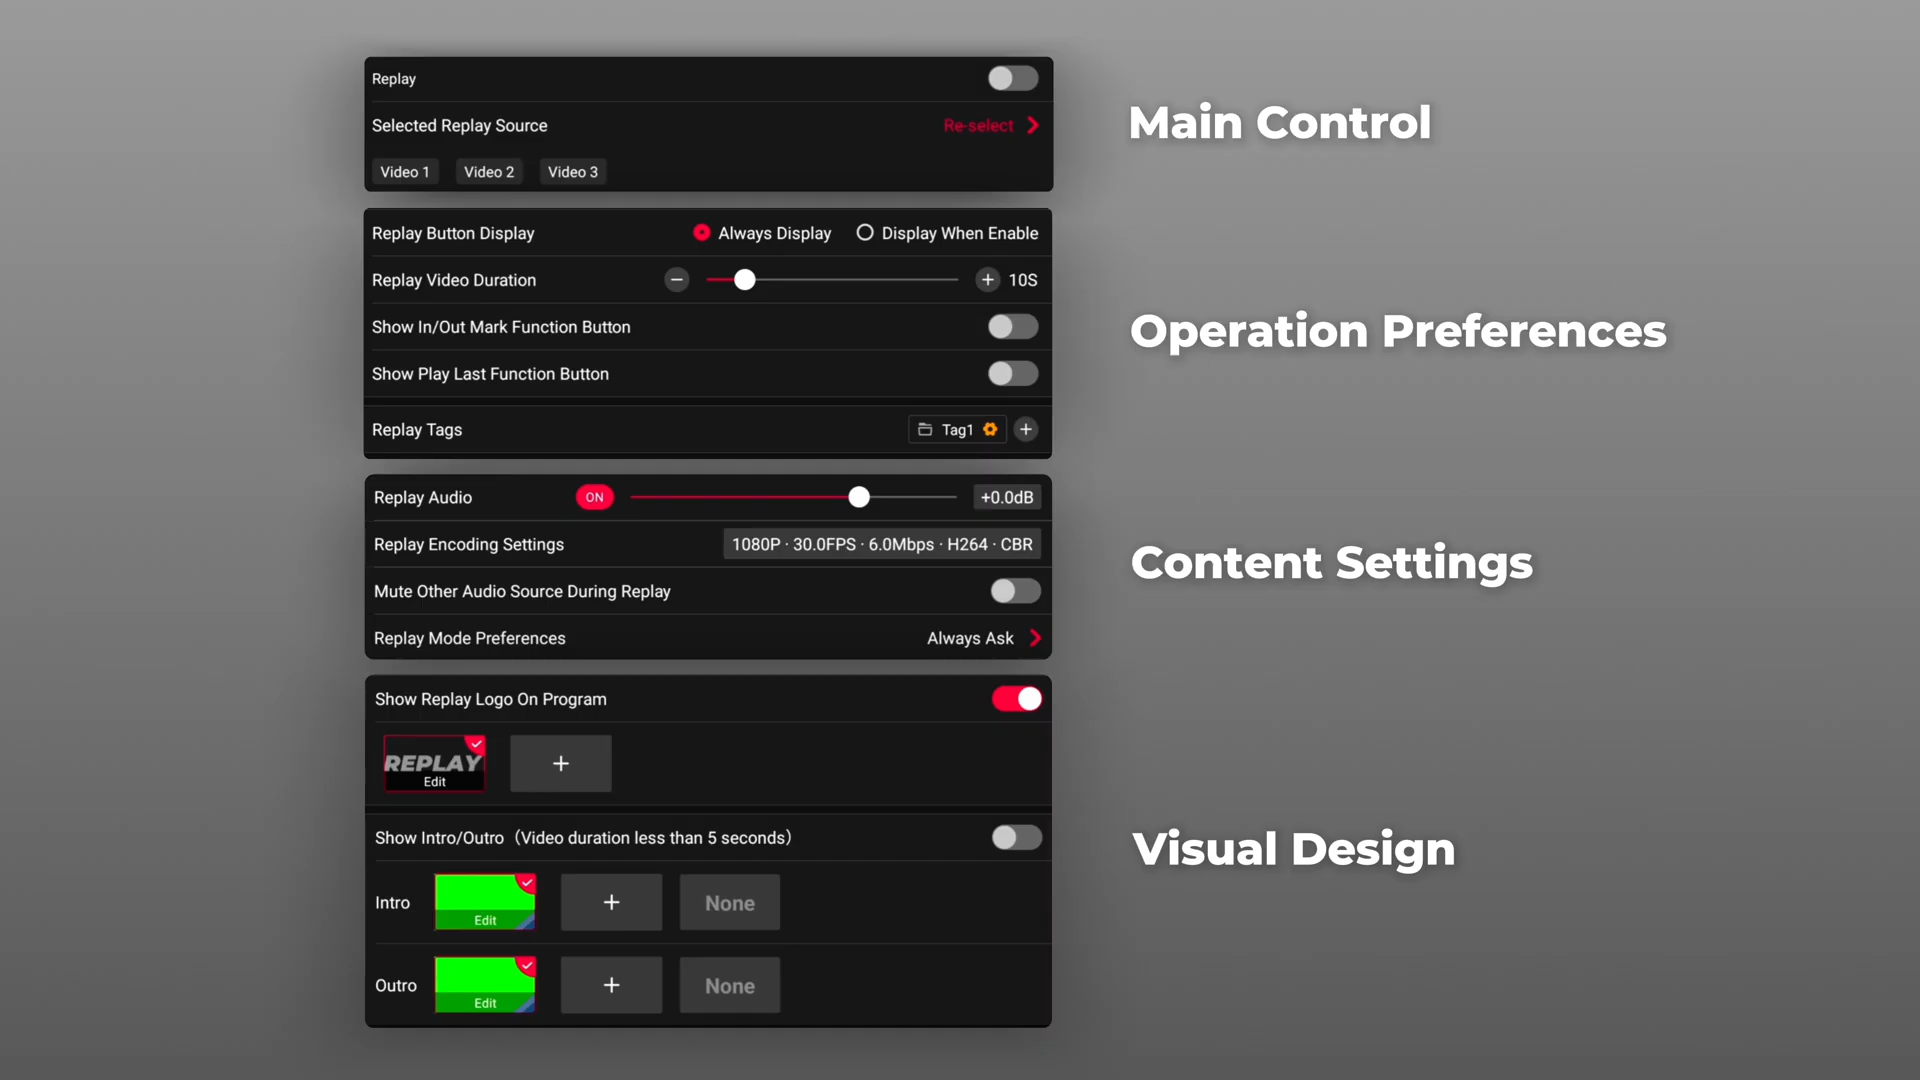 Replay
Selected Replay Source Re-select
Video 1 Video 2 Video 3
Main Control
Replay Button Display Always Display Display When Enable
Replay Video Duration 10S
Show In/Out Mark Function Button
Show Play Last Function Button
Replay Tags Tag1
Operation Preferences
Replay Audio ON +0.0dB
Replay Encoding Settings 1080P · 30.0FPS · 6.0Mbps · H264 · CBR
Mute Other Audio Source During Replay
Replay Mode Preferences Always Ask
Content Settings
Show Replay Logo On Program
REPLAY
Edit
Show Intro/Outro（Video duration less than 5 seconds）
Intro Edit None
Outro Edit None
Visual Design